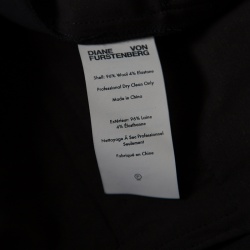 DIANE VON
FURSTENBERG
Shell: 96% Wool 4% Elastane
Professional Dry Clean Only
Made in China
Extérieur: 96% Laine
4% Élasthanne
Nettoyage À Sec Professionnel
Seulement
Fabriqué en Chine
P